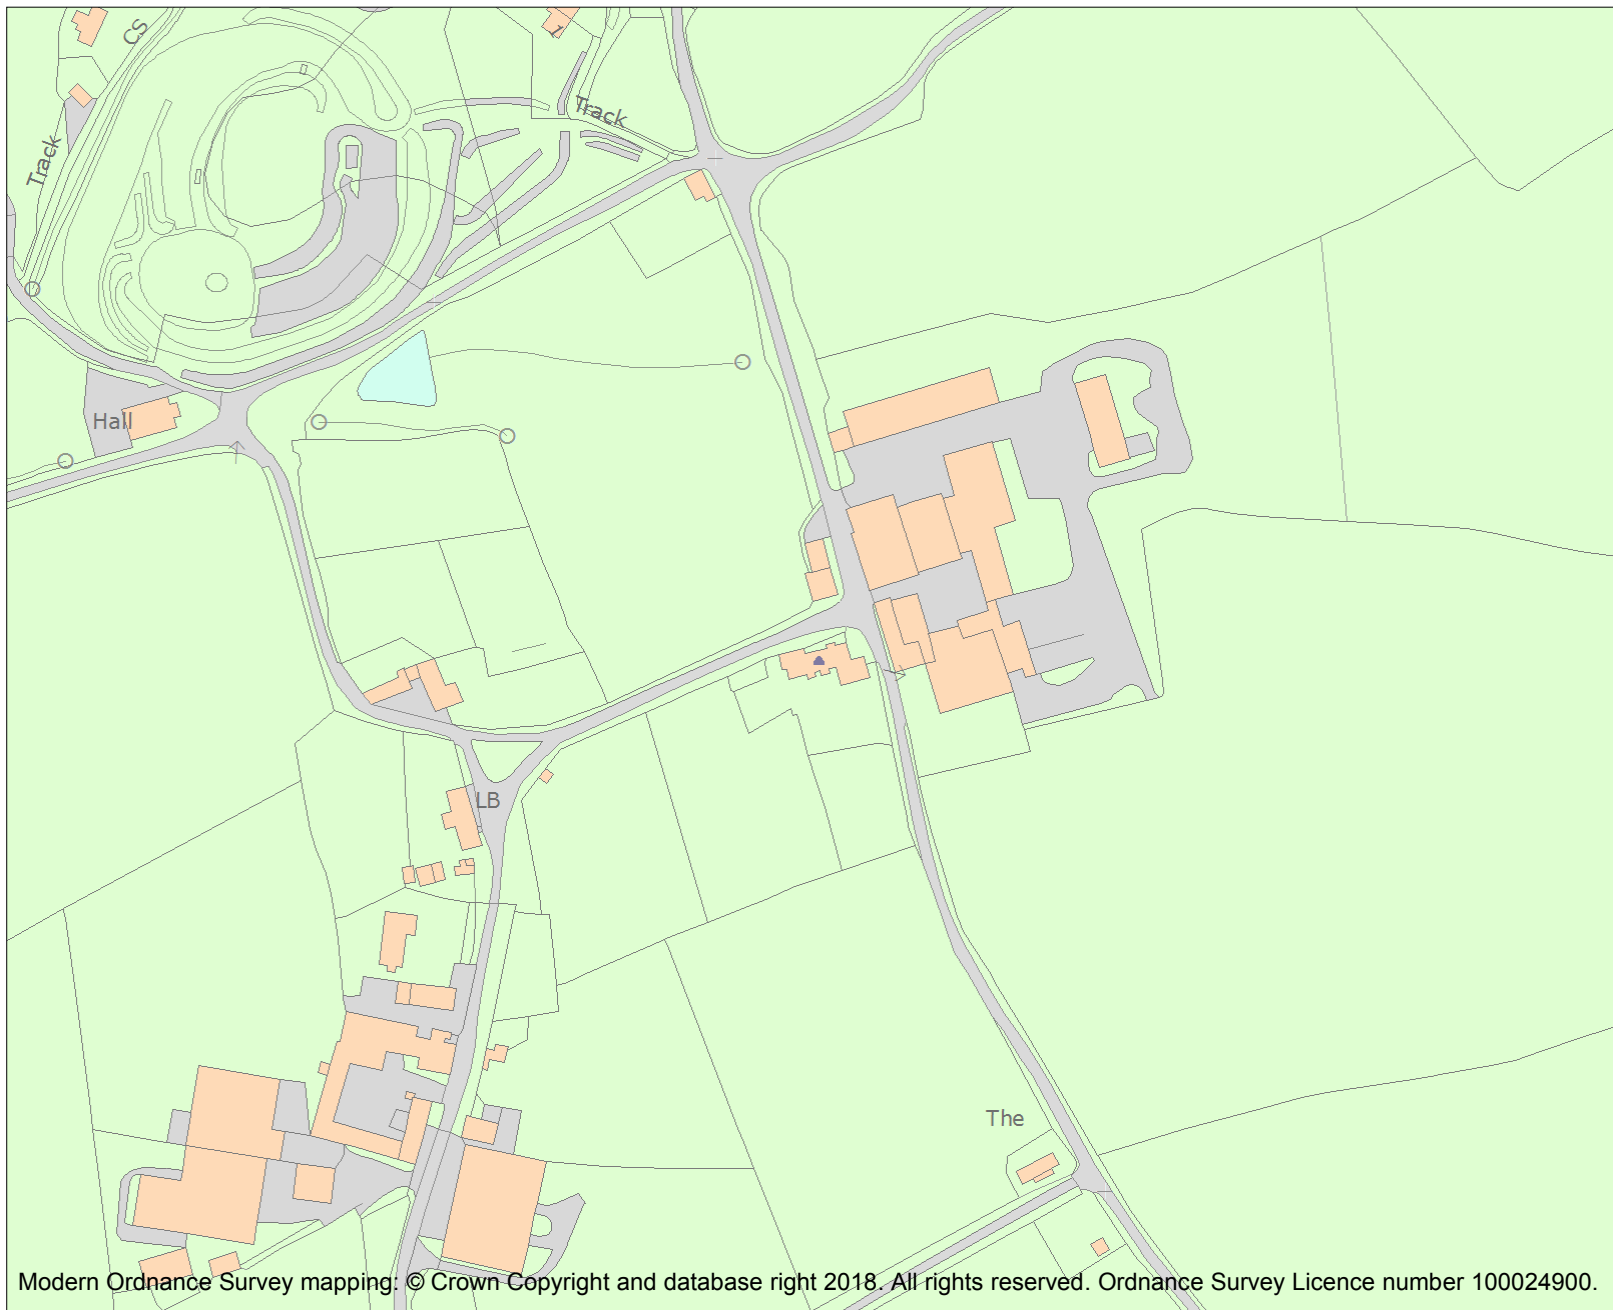 CS
1
Track
Track
Hall
LB
The
Modern Ordnance Survey mapping: © Crown Copyright and database right 2018. All rights reserved. Ordnance Survey Licence number 100024900.